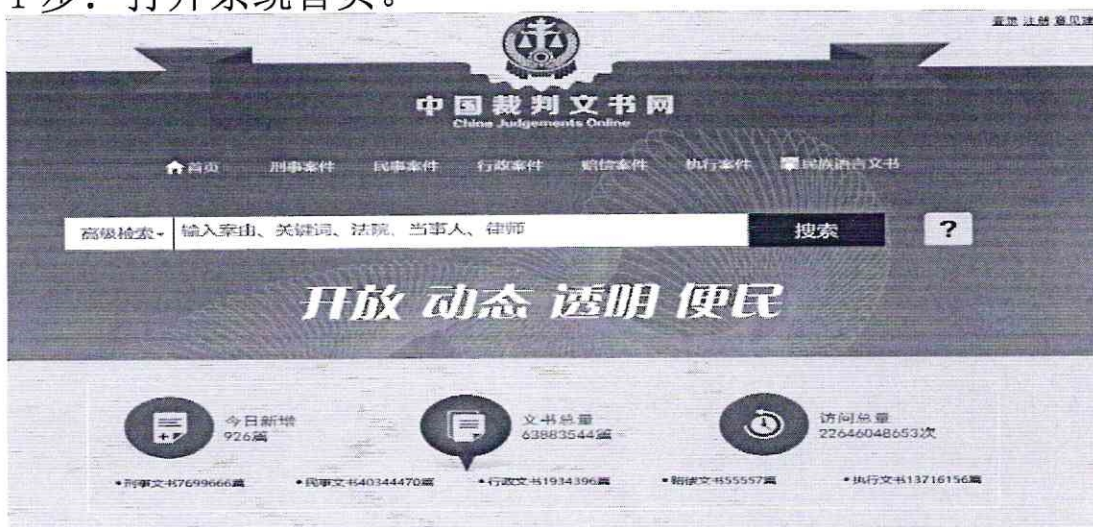 1步：打开系统首页。
登录 注册 意见建
中国裁判文书网
China Judgements Online
首页 刑事案件 民事案件 行政案件 赔偿案件 执行案件 民族语言文书
高级检索 输入案由、关键词、法院、当事人、律师 搜索 ?
开放 动态 透明 便民
今日新增
926篇
文书总量
63883544篇
访问总量
22646048653次
•刑事文书7699666篇 •民事文书40344470篇 •行政文书1934396篇 •赔偿文书55557篇 •执行文书13716156篇